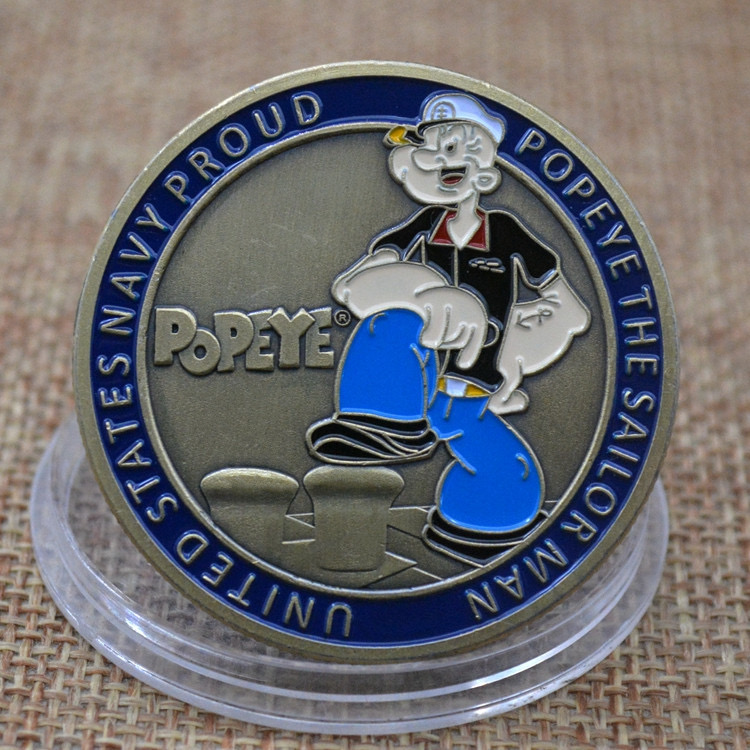 UNITED STATES NAVY PROUD
POPEYE THE SAILOR MAN
POPEYE®